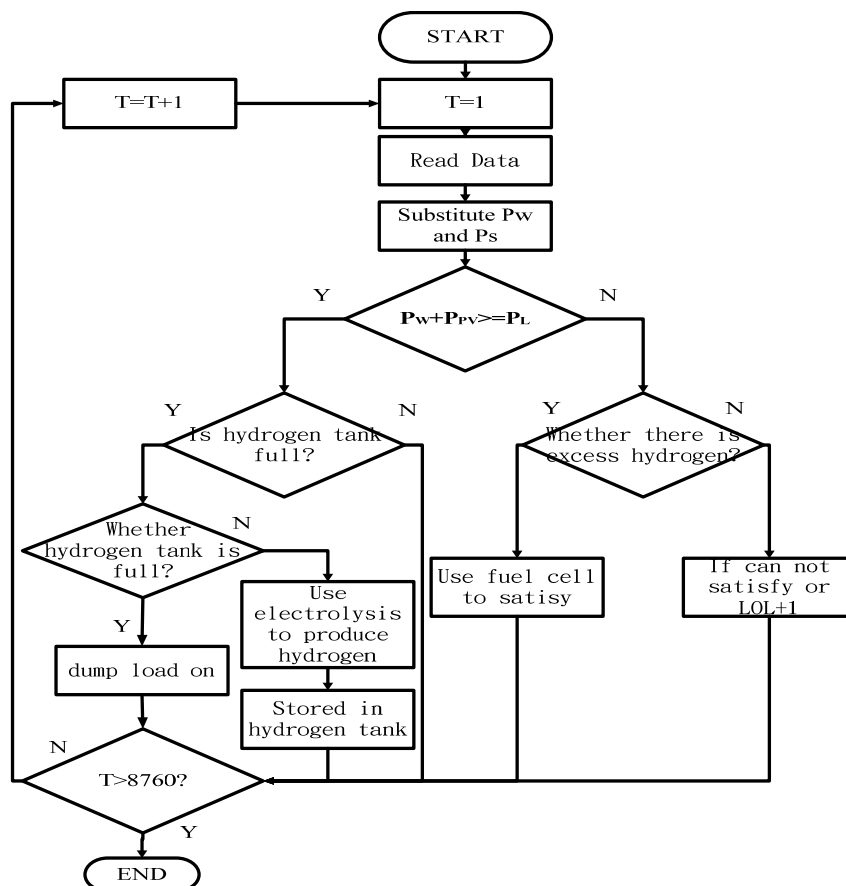 START
T=T+1
T=1
Read Data
Substitute Pw
and Ps
Y
N
PW+PPV>=PL
Y
N
Y
N
Is hydrogen tank
full?
Whether there is
excess hydrogen?
Whether
hydrogen tank is
full?
N
Use
electrolysis
to produce
hydrogen
Use fuel cell
to satisy
If can not
satisfy or
LOL+1
Y
dump load on
Stored in
hydrogen tank
N
T>8760?
Y
END